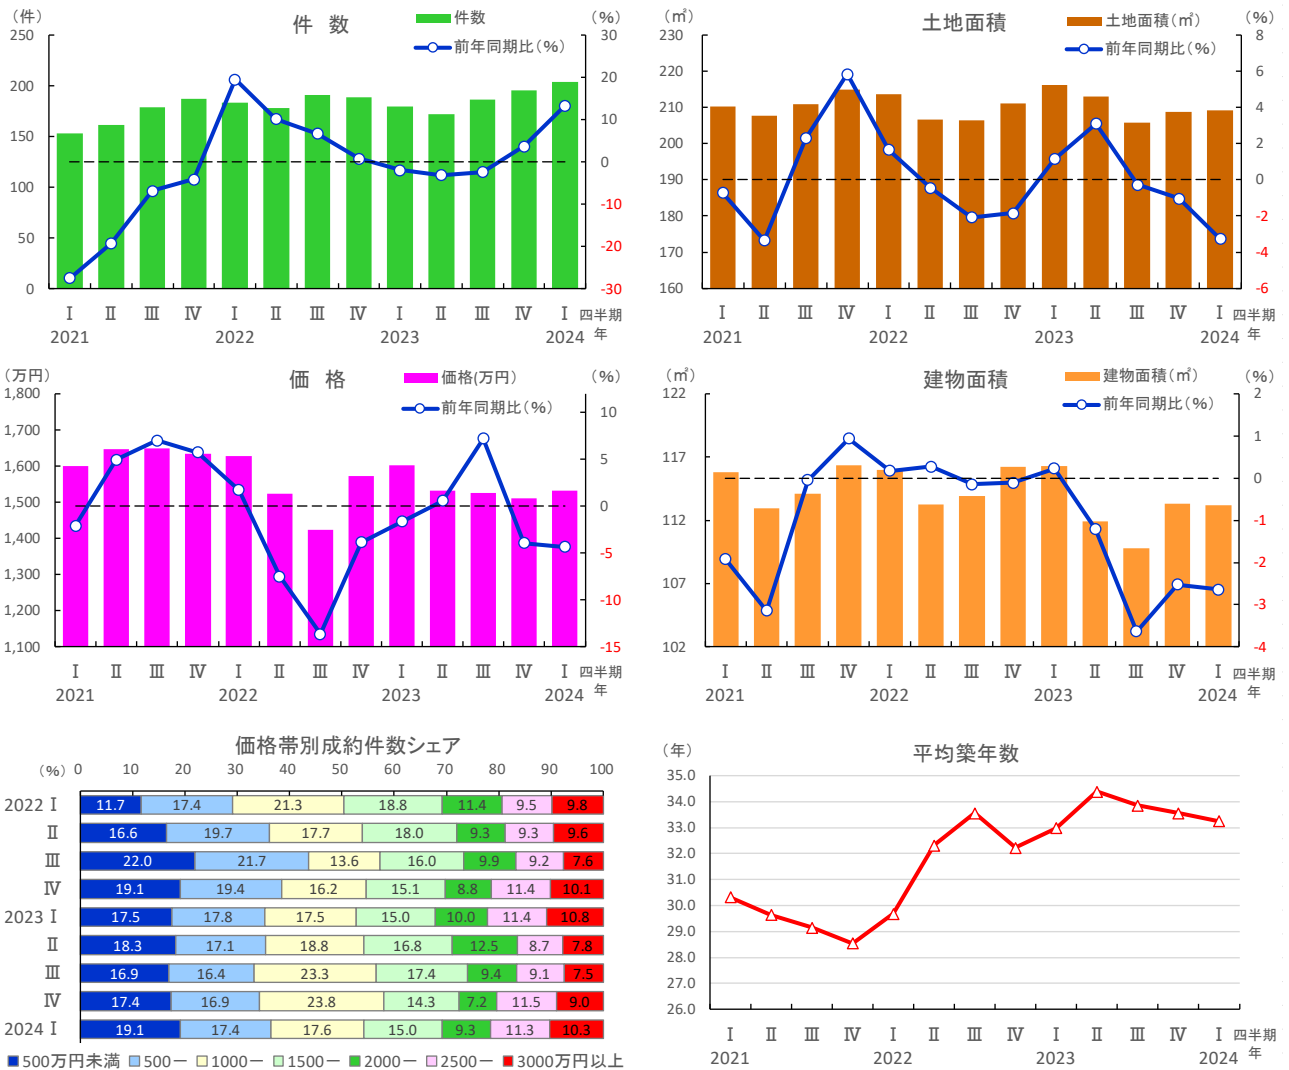 (件)
件 数
件数
前年同期比(%)
(%)
250
200
150
100
50
0
30
20
10
0
-10
-20
-30
Ⅰ Ⅱ Ⅲ Ⅳ Ⅰ Ⅱ Ⅲ Ⅳ Ⅰ Ⅱ Ⅲ Ⅳ Ⅰ 四半期
2021 2022 2023 2024 年
(㎡)
土地面積
土地面積(㎡)
前年同期比(%)
(%)
230
220
210
200
190
180
170
160
8
6
4
2
0
-2
-4
-6
Ⅰ Ⅱ Ⅲ Ⅳ Ⅰ Ⅱ Ⅲ Ⅳ Ⅰ Ⅱ Ⅲ Ⅳ Ⅰ 四半期
2021 2022 2023 2024 年
(万円)
価 格
価格(万円)
前年同期比(%)
(%)
1,800
1,700
1,600
1,500
1,400
1,300
1,200
1,100
10
5
0
-5
-10
-15
Ⅰ Ⅱ Ⅲ Ⅳ Ⅰ Ⅱ Ⅲ Ⅳ Ⅰ Ⅱ Ⅲ Ⅳ Ⅰ 四半期
2021 2022 2023 2024 年
(㎡)
建物面積
建物面積(㎡)
前年同期比(%)
(%)
122
117
112
107
102
2
1
0
-1
-2
-3
-4
Ⅰ Ⅱ Ⅲ Ⅳ Ⅰ Ⅱ Ⅲ Ⅳ Ⅰ Ⅱ Ⅲ Ⅳ Ⅰ 四半期
2021 2022 2023 2024 年
価格帯別成約件数シェア
(%) 0 10 20 30 40 50 60 70 80 90 100
2022 Ⅰ 11.7 17.4 21.3 18.8 11.4 9.5 9.8
Ⅱ 16.6 19.7 17.7 18.0 9.3 9.3 9.6
Ⅲ 22.0 21.7 13.6 16.0 9.9 9.2 7.6
Ⅳ 19.1 19.4 16.2 15.1 8.8 11.4 10.1
2023 Ⅰ 17.5 17.8 17.5 15.0 10.0 11.4 10.8
Ⅱ 18.3 17.1 18.8 16.8 12.5 8.7 7.8
Ⅲ 16.9 16.4 23.3 17.4 9.4 9.1 7.5
Ⅳ 17.4 16.9 23.8 14.3 7.2 11.5 9.0
2024 Ⅰ 19.1 17.4 17.6 15.0 9.3 11.3 10.3
500万円未満 500ー 1000ー 1500ー 2000ー 2500ー 3000万円以上
(年)
平均築年数
35.0
34.0
33.0
32.0
31.0
30.0
29.0
28.0
27.0
26.0
Ⅰ Ⅱ Ⅲ Ⅳ Ⅰ Ⅱ Ⅲ Ⅳ Ⅰ Ⅱ Ⅲ Ⅳ Ⅰ 四半期
2021 2022 2023 2024 年